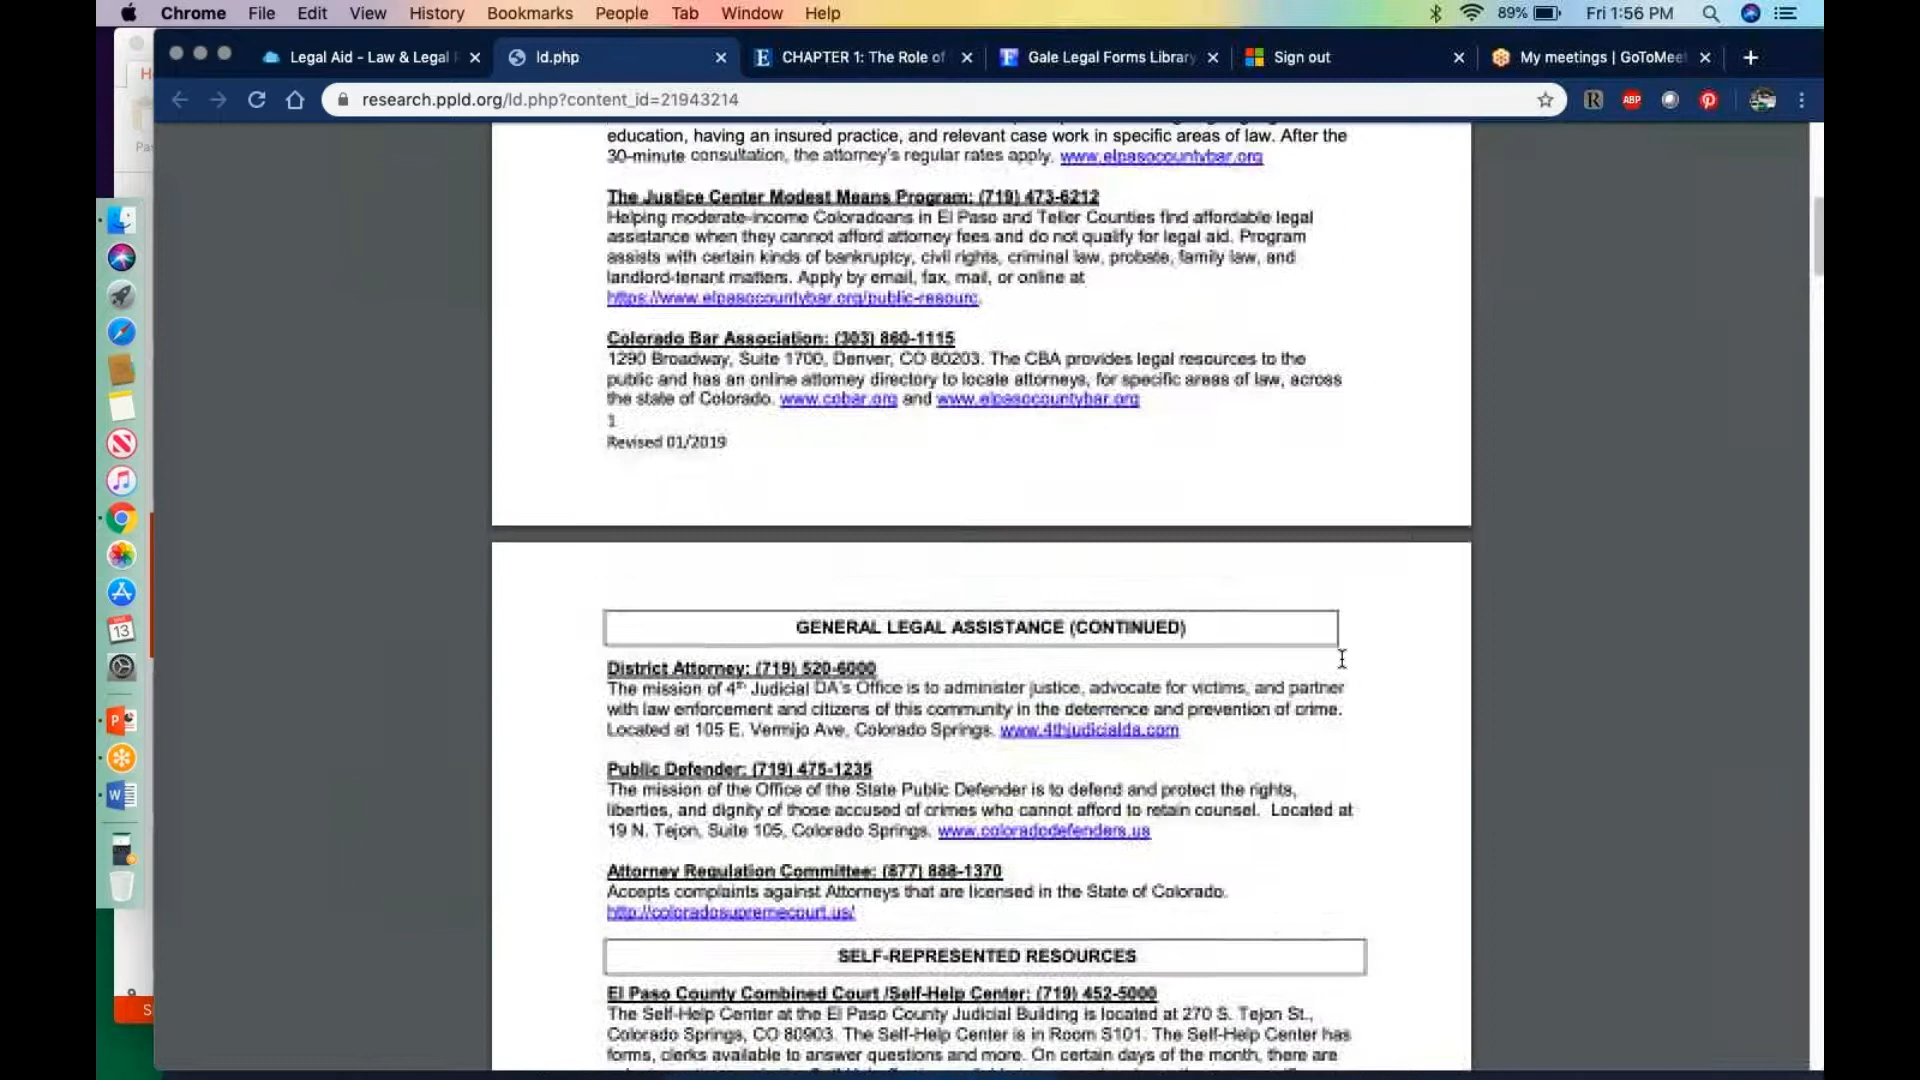 Chrome File Edit View History Bookmarks People Tab Window Help 89% Fri 1:56 PM
Legal Aid - Law & Legal ld.php CHAPTER 1: The Role of Gale Legal Forms Library Sign out My meetings | GoToMee
research.ppld.org/ld.php?content_id=21943214
education, having an insured practice, and relevant case work in specific areas of law. After the
30-minute consultation, the attorney's regular rates apply. www.elpasocountybar.org
The Justice Center Modest Means Program: (719) 473-6212
Helping moderate-income Coloradoans in El Paso and Teller Counties find affordable legal
assistance when they cannot afford attorney fees and do not qualify for legal aid. Program
assists with certain kinds of bankruptcy, civil rights, criminal law, probate, family law, and
landlord-tenant matters. Apply by email, fax, mail, or online at
https://www.elpasocountybar.org/public-resourc.
Colorado Bar Association: (303) 860-1115
1290 Broadway, Suite 1700, Denver, CO 80203. The CBA provides legal resources to the
public and has an online attorney directory to locate attorneys, for specific areas of law, across
the state of Colorado. www.cobar.org and www.elpasocountybar.org
1
Revised 01/2019
GENERAL LEGAL ASSISTANCE (CONTINUED)
District Attorney: (719) 520-6000
The mission of 4th Judicial DA's Office is to administer justice, advocate for victims, and partner
with law enforcement and citizens of this community in the deterrence and prevention of crime.
Located at 105 E. Vermijo Ave, Colorado Springs. www.4thjudicialda.com
Public Defender: (719) 475-1235
The mission of the Office of the State Public Defender is to defend and protect the rights,
liberties, and dignity of those accused of crimes who cannot afford to retain counsel. Located at
19 N. Tejon, Suite 105, Colorado Springs. www.coloradodefenders.us
Attorney Regulation Committee: (877) 888-1370
Accepts complaints against Attorneys that are licensed in the State of Colorado.
http://coloradosupremecourt.us/
SELF-REPRESENTED RESOURCES
El Paso County Combined Court /Self-Help Center: (719) 452-5000
The Self-Help Center at the El Paso County Judicial Building is located at 270 S. Tejon St.,
Colorado Springs, CO 80903. The Self-Help Center is in Room S101. The Self-Help Center has
forms, clerks available to answer questions and more. On certain days of the month, there are